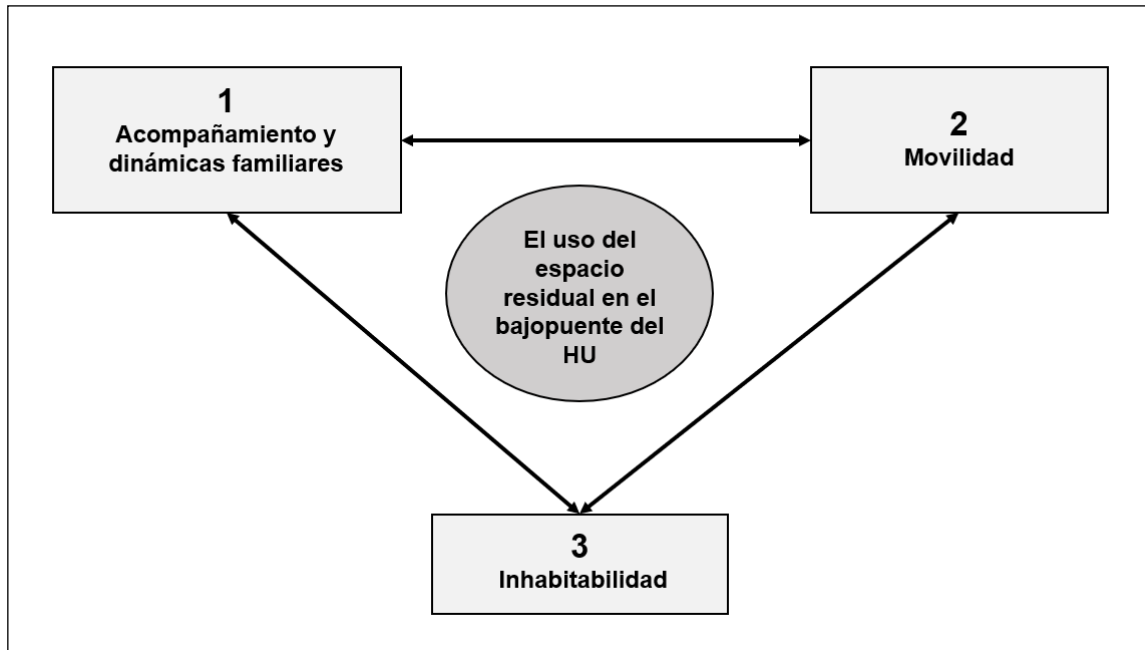 1
Acompañamiento y
dinámicas familiares
2
Movilidad
El uso del
espacio
residual en el
bajopuente del
HU
3
Inhabitabilidad